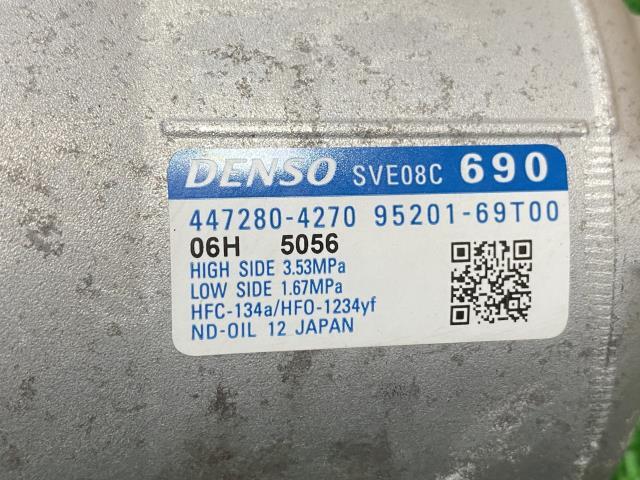 DENSO SVE08C 690
447280-4270 95201-69T00
06H 5056
HIGH SIDE 3.53MPa
LOW SIDE 1.67MPa
HFC-134a/HFO-1234yf
ND-OIL 12 JAPAN